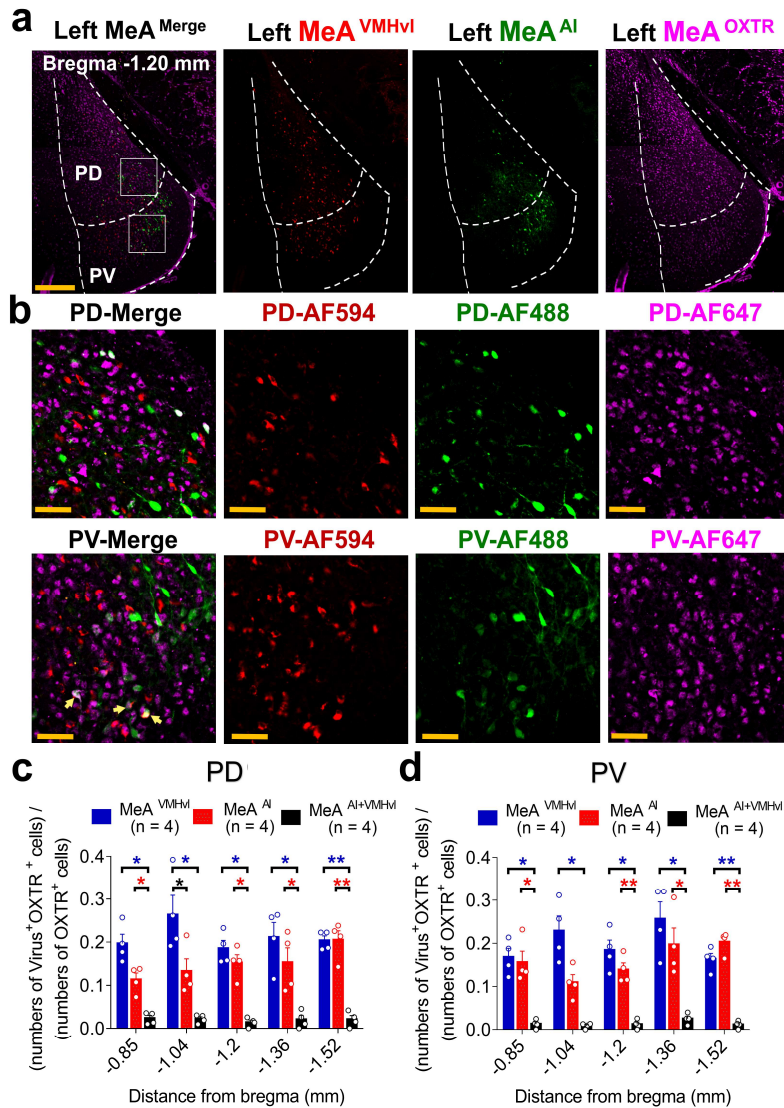 a
Left MeA Merge
Left MeA VMHvl
Left MeA AI
Left MeA OXTR
Bregma -1.20 mm
PD
PV
b
PD-Merge
PD-AF594
PD-AF488
PD-AF647
PV-Merge
PV-AF594
PV-AF488
PV-AF647
c
PD
MeA VMHvl
(n = 4)
MeA AI
(n = 4)
MeA AI+VMHvl
(n = 4)
(numbers of Virus+OXTR + cells) /
(numbers of OXTR+ cells)
0.4
0.3
0.2
0.1
0.0
* * * * **
* * * * **
-0.85
-1.04
-1.2
-1.36
-1.52
Distance from bregma (mm)
d
PV
MeA VMHvl
(n = 4)
MeA AI
(n = 4)
MeA AI+VMHvl
(n = 4)
(numbers of Virus+OXTR + cells) /
(numbers of OXTR+ cells)
0.4
0.3
0.2
0.1
0.0
* * * * **
* ** * **
-0.85
-1.04
-1.2
-1.36
-1.52
Distance from bregma (mm)